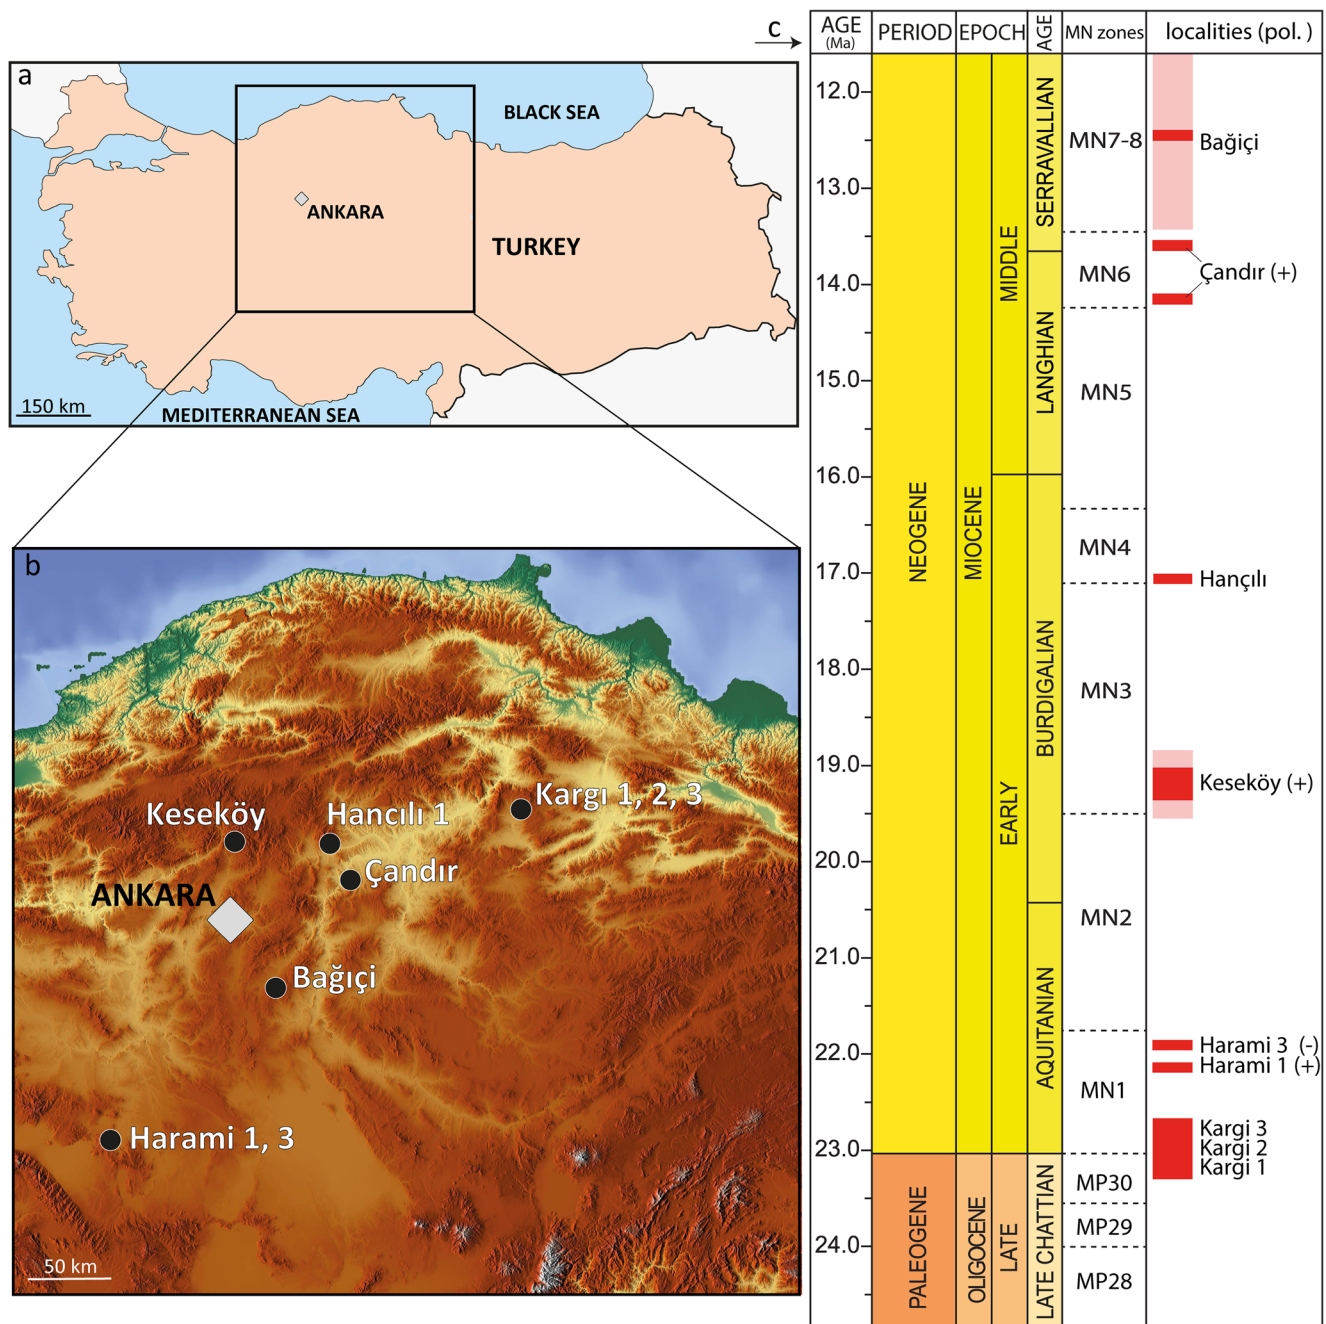 a
BLACK SEA
ANKARA
TURKEY
150 km
MEDITERRANEAN SEA
b
Kargı 1, 2, 3
Keseköy
Hancılı 1
Çandır
ANKARA
Bağıçi
Harami 1, 3
50 km
c
AGE
(Ma)
PERIOD
EPOCH
AGE
MN zones
localities (pol. )
12.0
13.0
14.0
15.0
16.0
17.0
18.0
19.0
20.0
21.0
22.0
23.0
24.0
NEOGENE
PALEOGENE
MIOCENE
OLIGOCENE
MIDDLE
EARLY
LATE
SERRAVALLIAN
LANGHIAN
BURDIGALIAN
AQUITANIAN
LATE CHATTIAN
MN7-8
MN6
MN5
MN4
MN3
MN2
MN1
MP30
MP29
MP28
Bağiçi
Çandır (+)
Hançılı
Keseköy (+)
Harami 3 (-)
Harami 1 (+)
Kargi 3
Kargi 2
Kargi 1